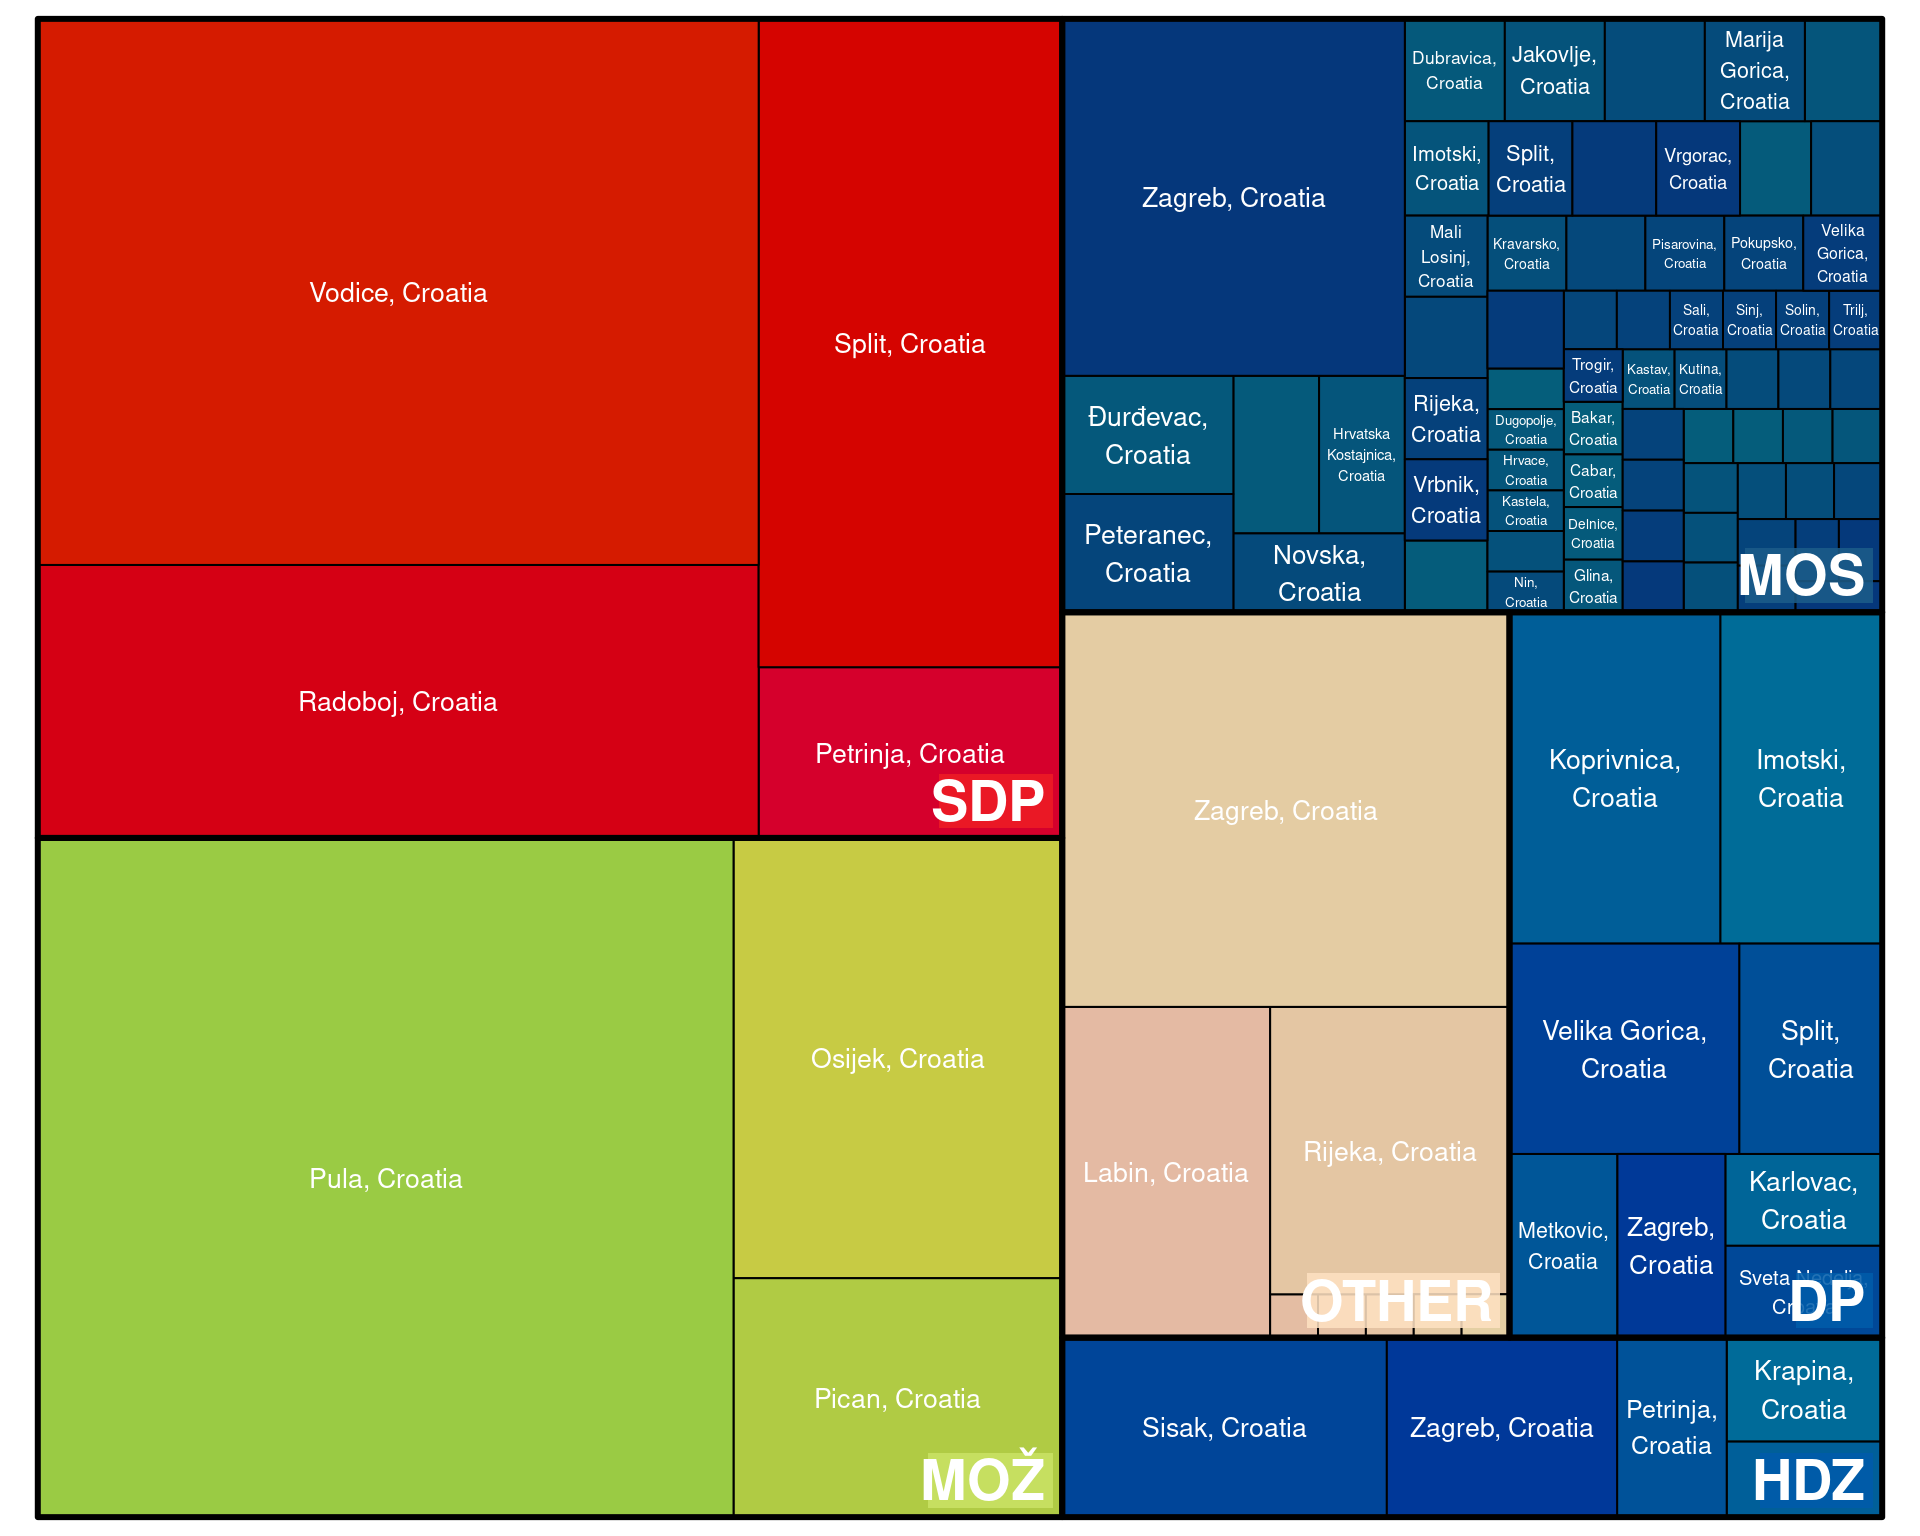 Vodice, Croatia
Split, Croatia
Radoboj, Croatia
Petrinja, Croatia
SDP
Pula, Croatia
Osijek, Croatia
Pican, Croatia
MOŽ
Zagreb, Croatia
Đurđevac,
Croatia
Peteranec,
Croatia
Hrvatska
Kostajnica,
Croatia
Novska,
Croatia
Dubravica,
Croatia
Jakovlje,
Croatia
Marija
Gorica,
Croatia
Imotski,
Croatia
Split,
Croatia
Vrgorac,
Croatia
Mali
Losinj,
Croatia
Kravarsko,
Croatia
Pisarovina,
Croatia
Pokupsko,
Croatia
Velika
Gorica,
Croatia
Sali,
Croatia
Sinj,
Croatia
Solin,
Croatia
Trilj,
Croatia
Rijeka,
Croatia
Vrbnik,
Croatia
Dugopolje,
Croatia
Hrvace,
Croatia
Kastela,
Croatia
Nin,
Croatia
Trogir,
Croatia
Kastav,
Croatia
Kutina,
Croatia
Bakar,
Croatia
Cabar,
Croatia
Delnice,
Croatia
Glina,
Croatia
MOS
Zagreb, Croatia
Labin, Croatia
Rijeka, Croatia
OTHER
Koprivnica,
Croatia
Imotski,
Croatia
Velika Gorica,
Croatia
Split,
Croatia
Metkovic,
Croatia
Zagreb,
Croatia
Karlovac,
Croatia
Sveta Nedelja,
Croatia
DP
Sisak, Croatia
Zagreb, Croatia
Petrinja,
Croatia
Krapina,
Croatia
HDZ